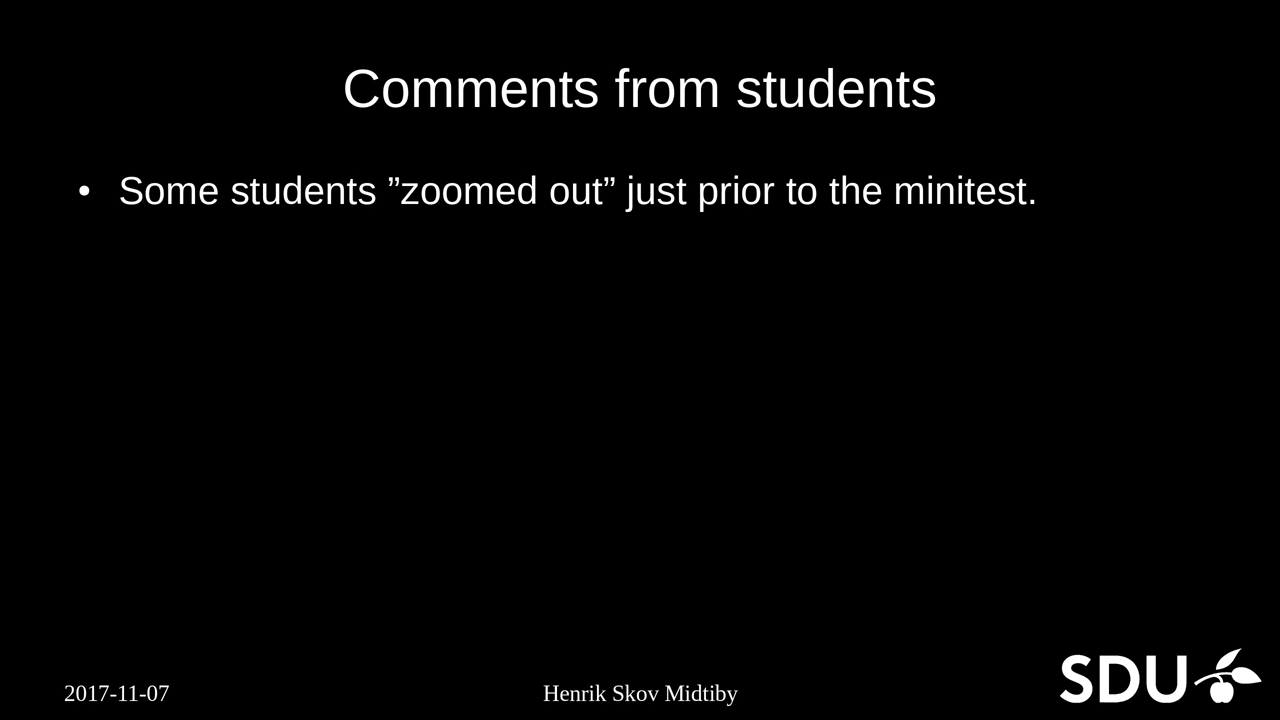 Comments from students
• Some students ”zoomed out” just prior to the minitest.
2017-11-07
Henrik Skov Midtiby
SDU